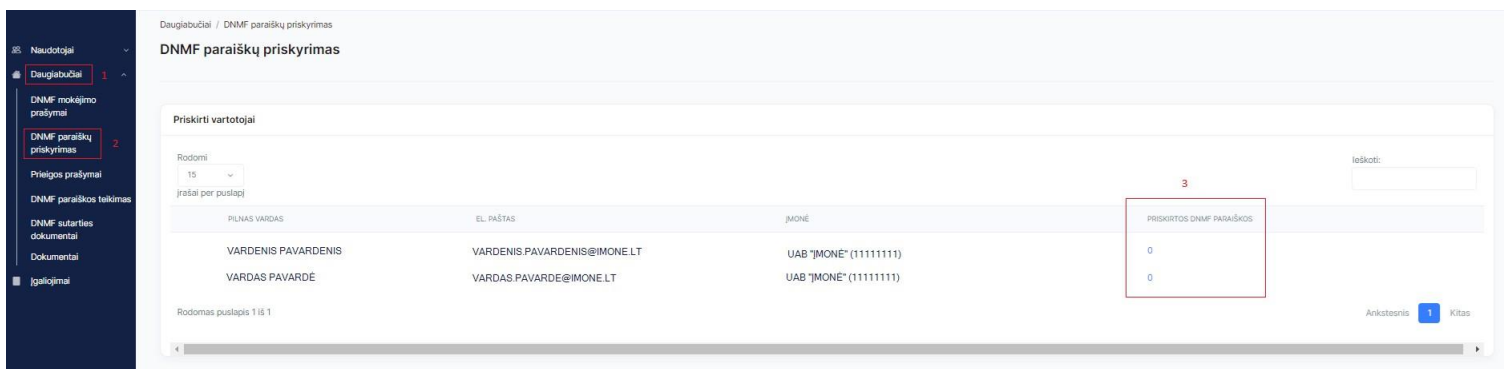 Naudotojai
Daugiabučiai 1
DNMF mokėjimo
prašymai
DNMF paraiškų
priskyrimas
2
Prieigos prašymai
DNMF paraiškos teikimas
DNMF sutarties
dokumentai
Dokumentai
Įgaliojimai
Daugiabučiai / DNMF paraiškų priskyrimas
DNMF paraiškų priskyrimas
Priskirti vartotojai
Rodomi
15
įrašai per puslapį
Ieškoti:
3
PILNAS VARDAS EL. PAŠTAS ĮMONĖ PRISKIRTOS DNMF PARAIŠKOS
VARDENIS PAVARDENIS VARDENIS.PAVARDENIS@IMONE.LT UAB "ĮMONĖ" (11111111) 0
VARDAS PAVARDĖ VARDAS.PAVARDE@IMONE.LT UAB "ĮMONĖ" (11111111) 0
Rodomas puslapis 1 iš 1
Ankstesnis 1 Kitas